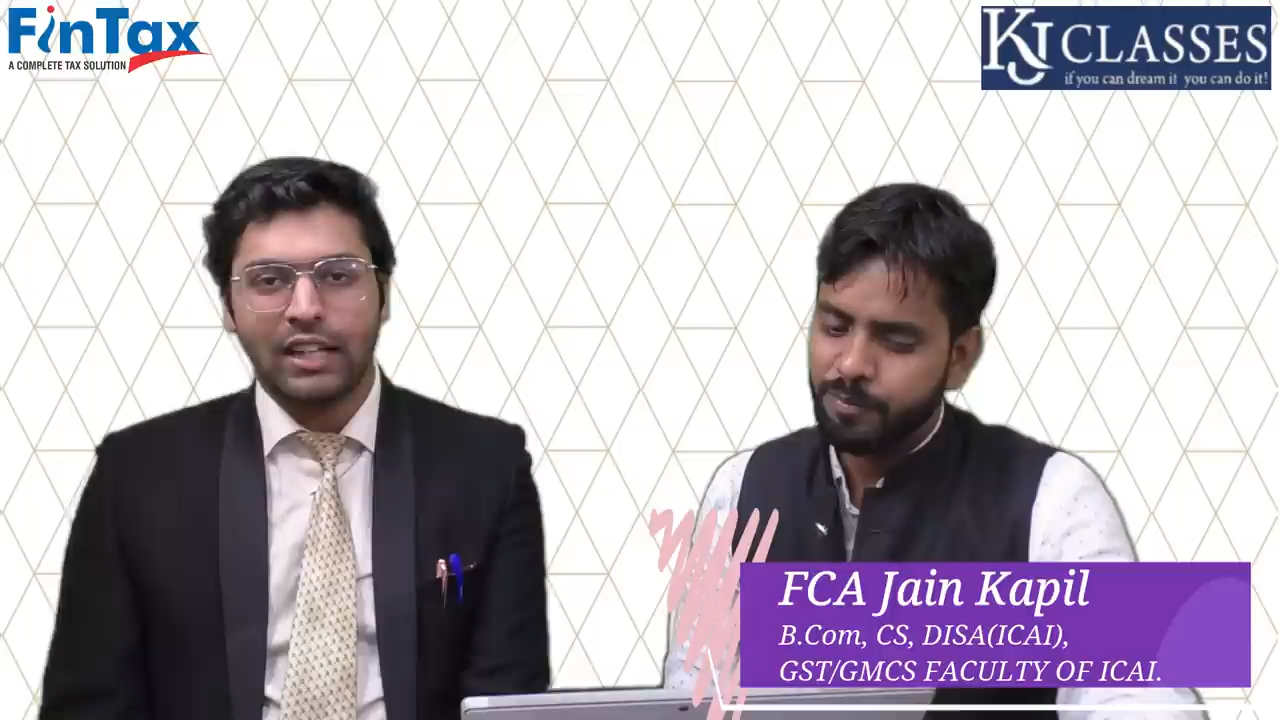 FinTax
A COMPLETE TAX SOLUTION
KJ CLASSES
if you can dream it you can do it!
FCA Jain Kapil
B.Com, CS, DISA(ICAI),
GST/GMCS FACULTY OF ICAI.